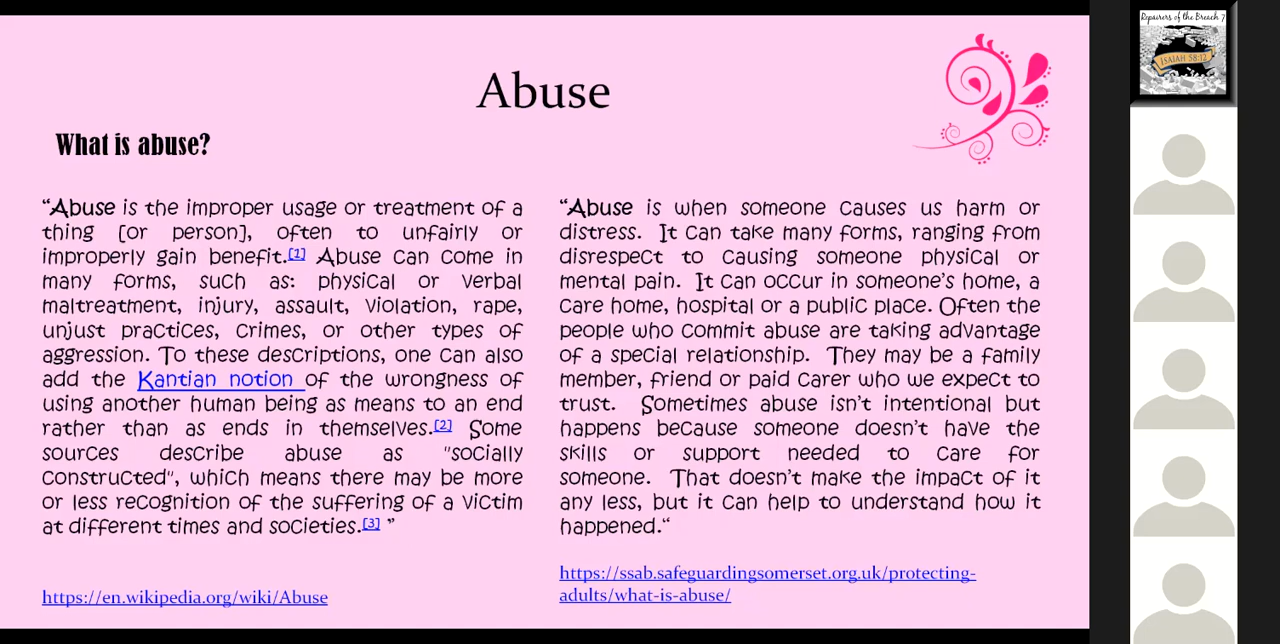 Abuse
What is abuse?
“Abuse is the improper usage or treatment of a
thing [or person], often to unfairly or
improperly gain benefit.[1] Abuse can come in
many forms, such as: physical or verbal
maltreatment, injury, assault, violation, rape,
unjust practices, crimes, or other types of
aggression. To these descriptions, one can also
add the Kantian notion of the wrongness of
using another human being as means to an end
rather than as ends in themselves.[2] Some
sources describe abuse as "socially
constructed", which means there may be more
or less recognition of the suffering of a victim
at different times and societies.[3] ”
https://en.wikipedia.org/wiki/Abuse
“Abuse is when someone causes us harm or
distress. It can take many forms, ranging from
disrespect to causing someone physical or
mental pain. It can occur in someone’s home, a
care home, hospital or a public place. Often the
people who commit abuse are taking advantage
of a special relationship. They may be a family
member, friend or paid carer who we expect to
trust. Sometimes abuse isn’t intentional but
happens because someone doesn’t have the
skills or support needed to care for
someone. That doesn’t make the impact of it
any less, but it can help to understand how it
happened.“
https://ssab.safeguardingsomerset.org.uk/protecting-
adults/what-is-abuse/
Repairers of the Breach 7
ISAIAH 58:12